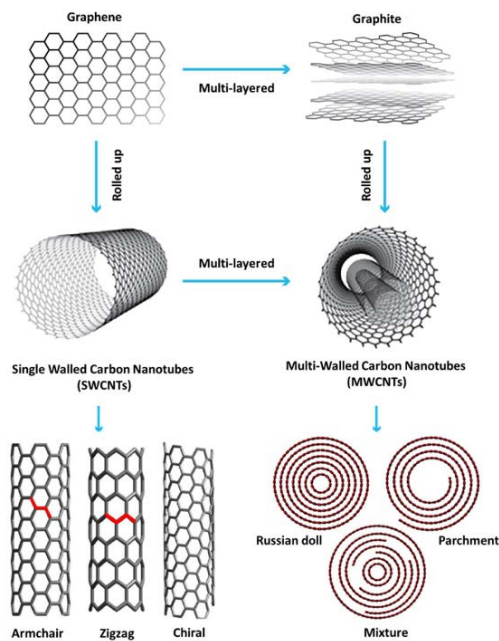 Graphene
Graphite
Multi-layered
Rolled up
Rolled up
Multi-layered
Single Walled Carbon Nanotubes
(SWCNTs)
Multi-Walled Carbon Nanotubes
(MWCNTs)
Russian doll
Parchment
Armchair
Zigzag
Chiral
Mixture